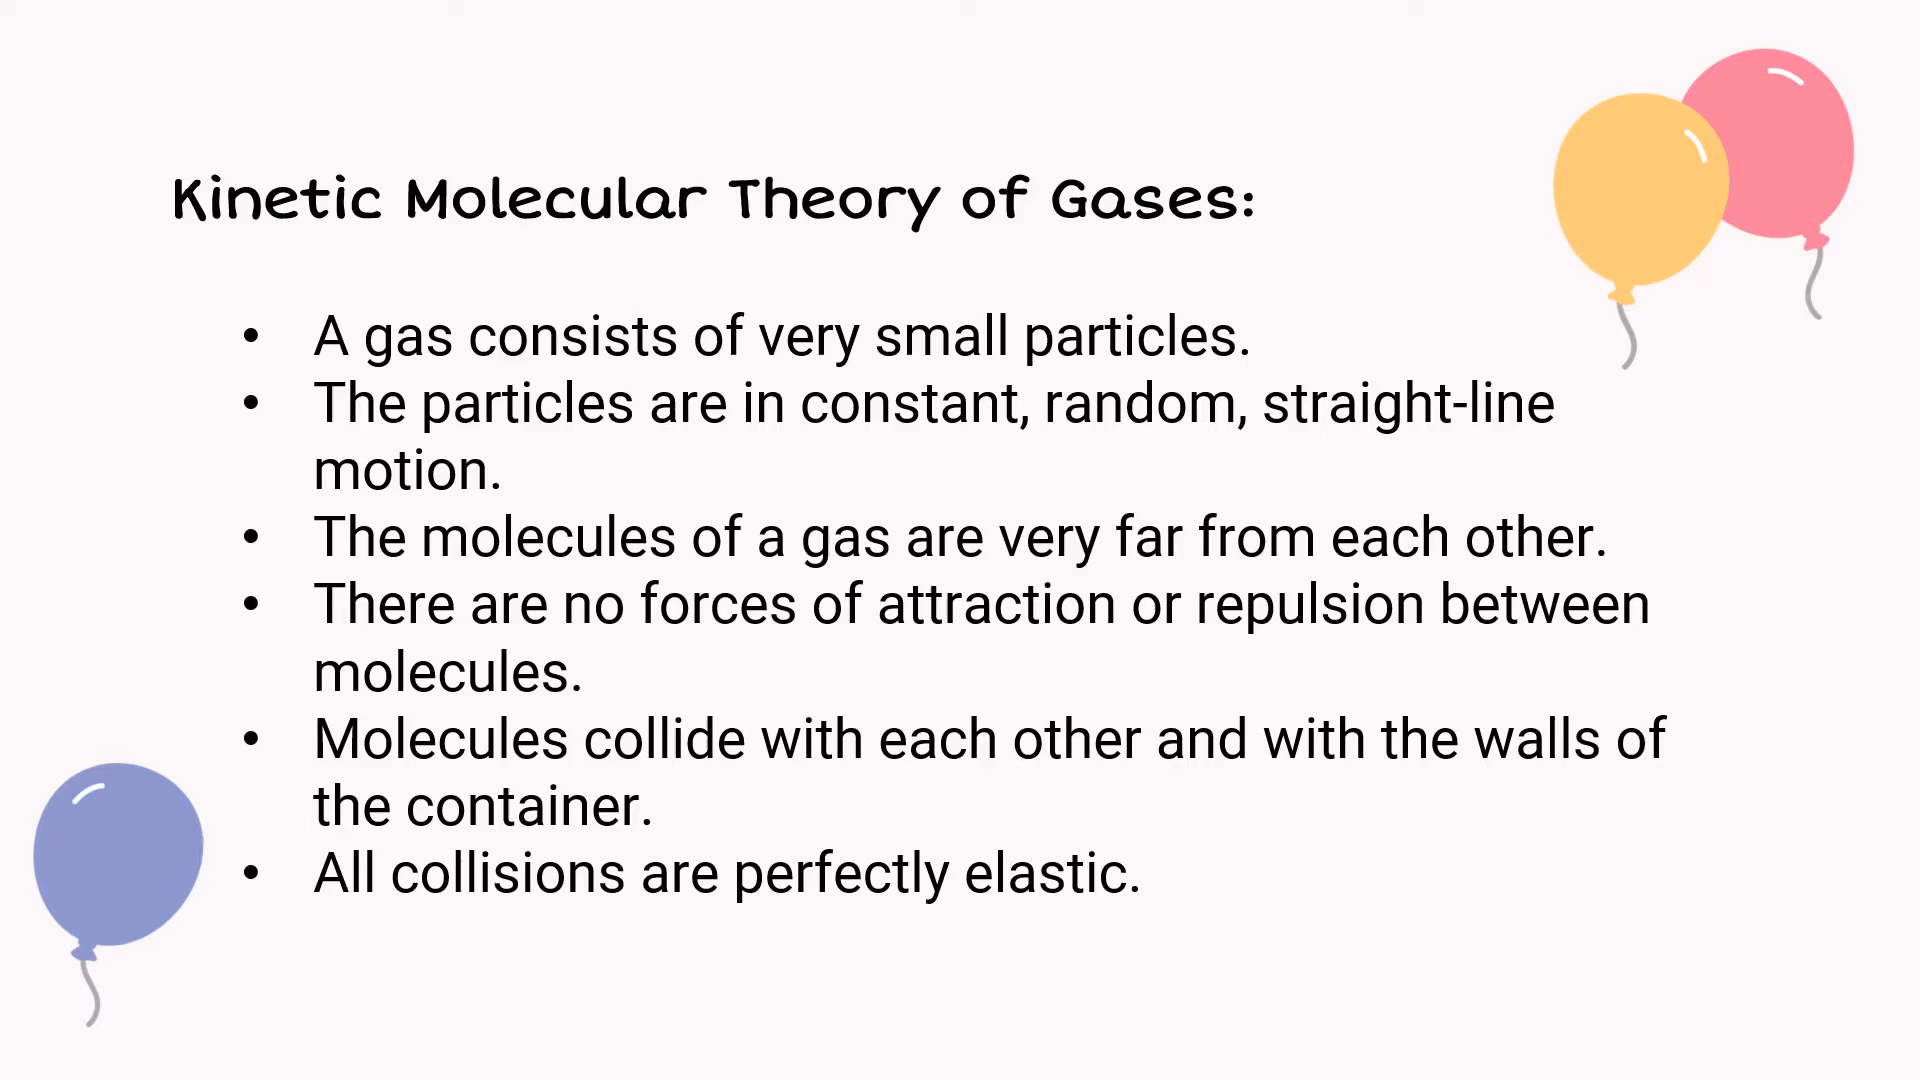 Kinetic Molecular Theory of Gases:
• A gas consists of very small particles.
• The particles are in constant, random, straight-line
motion.
• The molecules of a gas are very far from each other.
• There are no forces of attraction or repulsion between
molecules.
• Molecules collide with each other and with the walls of
the container.
• All collisions are perfectly elastic.